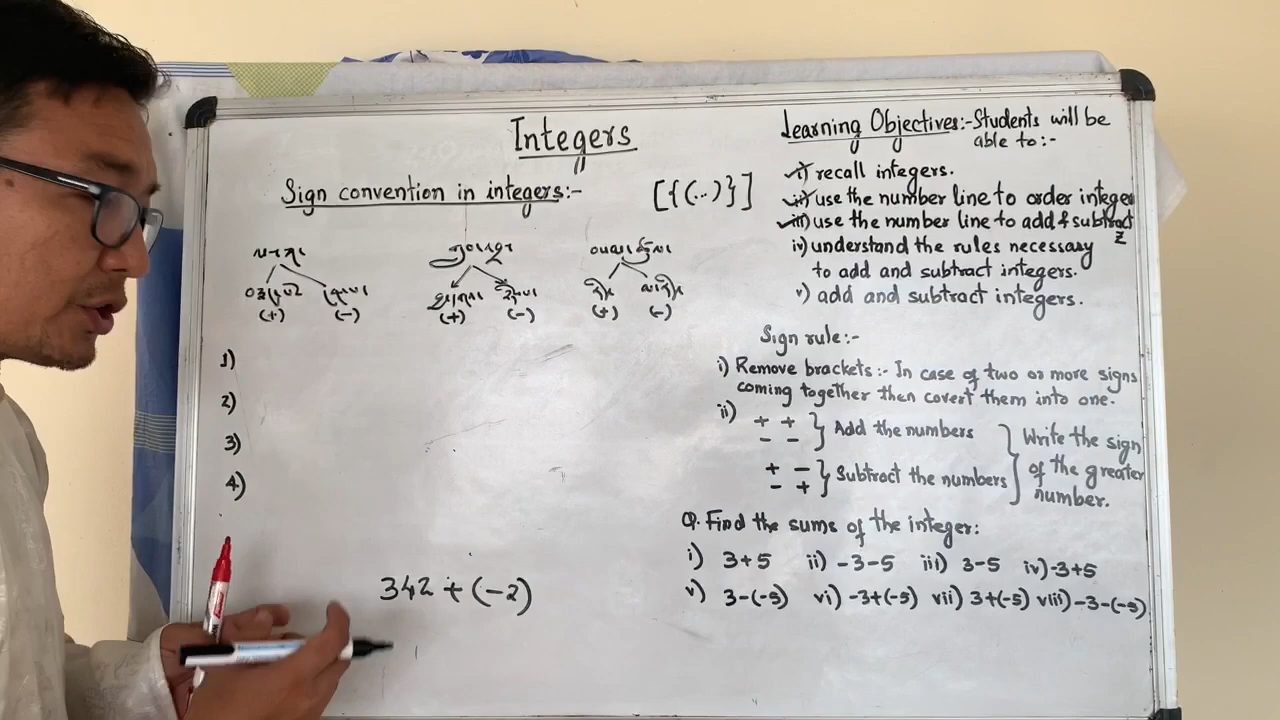 Integers
Sign convention in integers:-
[{(..)}]
1)
2)
3)
4)
342 + (-2)
Learning Objectives:- Students will be
able to:-
i) recall integers.
ii) use the number line to order integer
iii) use the number line to add & subtract
Z
iv) understand the rules necessary
to add and subtract integers.
v) add and subtract integers.
Sign rule:-
i) Remove brackets:- In case of two or more signs
coming together then covert them into one.
ii) + +
- - } Add the numbers
+ -
- + } Subtract the numbers
} Write the sign
of the greater
number.
Q. Find the sums of the integer:
i) 3+5 ii) -3-5 iii) 3-5 iv) -3+5
v) 3-(-5) vi) -3+(-5) vii) 3+(-5) viii) -3-(-5)
(+) (-) (+) (-) (+) (-)